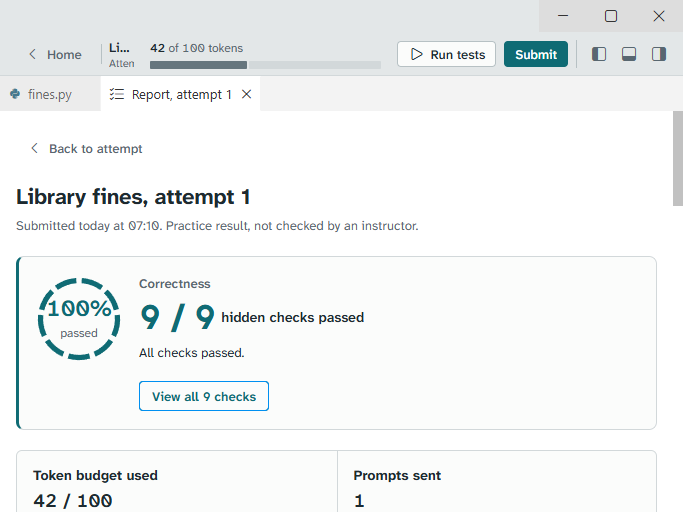 Home
Li...
Atten
42 of 100 tokens
Run tests
Submit
fines.py
Report, attempt 1
Back to attempt
Library fines, attempt 1
Submitted today at 07:10. Practice result, not checked by an instructor.
100%
passed
Correctness
9 / 9 hidden checks passed
All checks passed.
View all 9 checks
Token budget used
42 / 100
Prompts sent
1